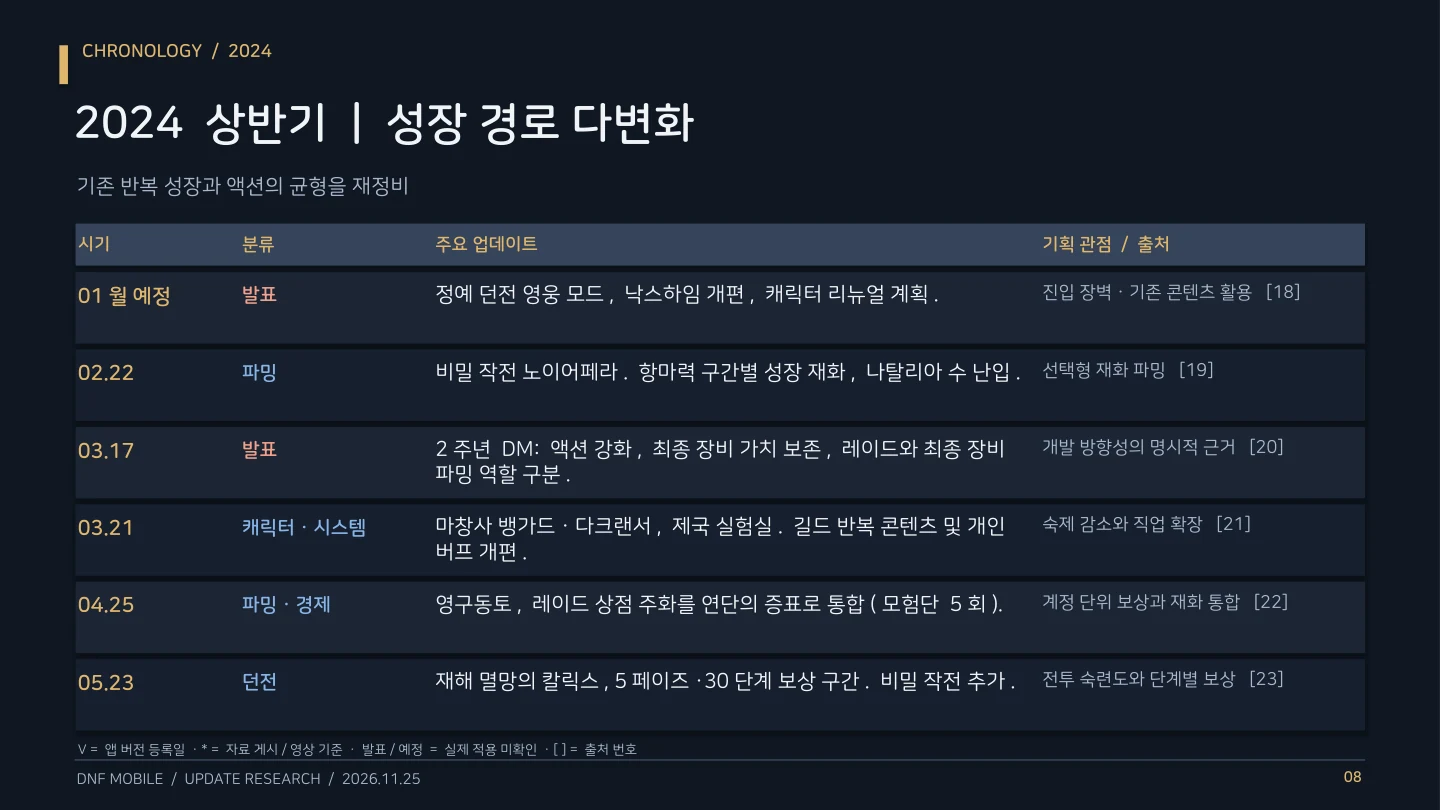 CHRONOLOGY / 2024
2024 상반기 | 성장 경로 다변화
기존 반복 성장과 액션의 균형을 재정비
시기 분류 주요 업데이트 기획 관점 / 출처
01 월 예정 발표 정예 던전 영웅 모드 , 낙스하임 개편 , 캐릭터 리뉴얼 계획 . 진입 장벽 · 기존 콘텐츠 활용 [18]
02.22 파밍 비밀 작전 노이어페라 . 항마력 구간별 성장 재화 , 나탈리아 수 난입 . 선택형 재화 파밍 [19]
03.17 발표 2 주년 DM: 액션 강화 , 최종 장비 가치 보존 , 레이드와 최종 장비 개발 방향성의 명시적 근거 [20]
파밍 역할 구분 .
03.21 캐릭터 · 시스템 마창사 뱅가드 · 다크랜서 , 제국 실험실 . 길드 반복 콘텐츠 및 개인 숙제 감소와 직업 확장 [21]
버프 개편 .
04.25 파밍 · 경제 영구동토 , 레이드 상점 주화를 연단의 증표로 통합 ( 모험단 5 회 ). 계정 단위 보상과 재화 통합 [22]
05.23 던전 재해 멸망의 칼릭스 , 5 페이즈 ·30 단계 보상 구간 . 비밀 작전 추가 . 전투 숙련도와 단계별 보상 [23]
V = 앱 버전 등록일 · * = 자료 게시 / 영상 기준 · 발표 / 예정 = 실제 적용 미확인 · [ ] = 출처 번호
DNF MOBILE / UPDATE RESEARCH / 2026.11.25 08